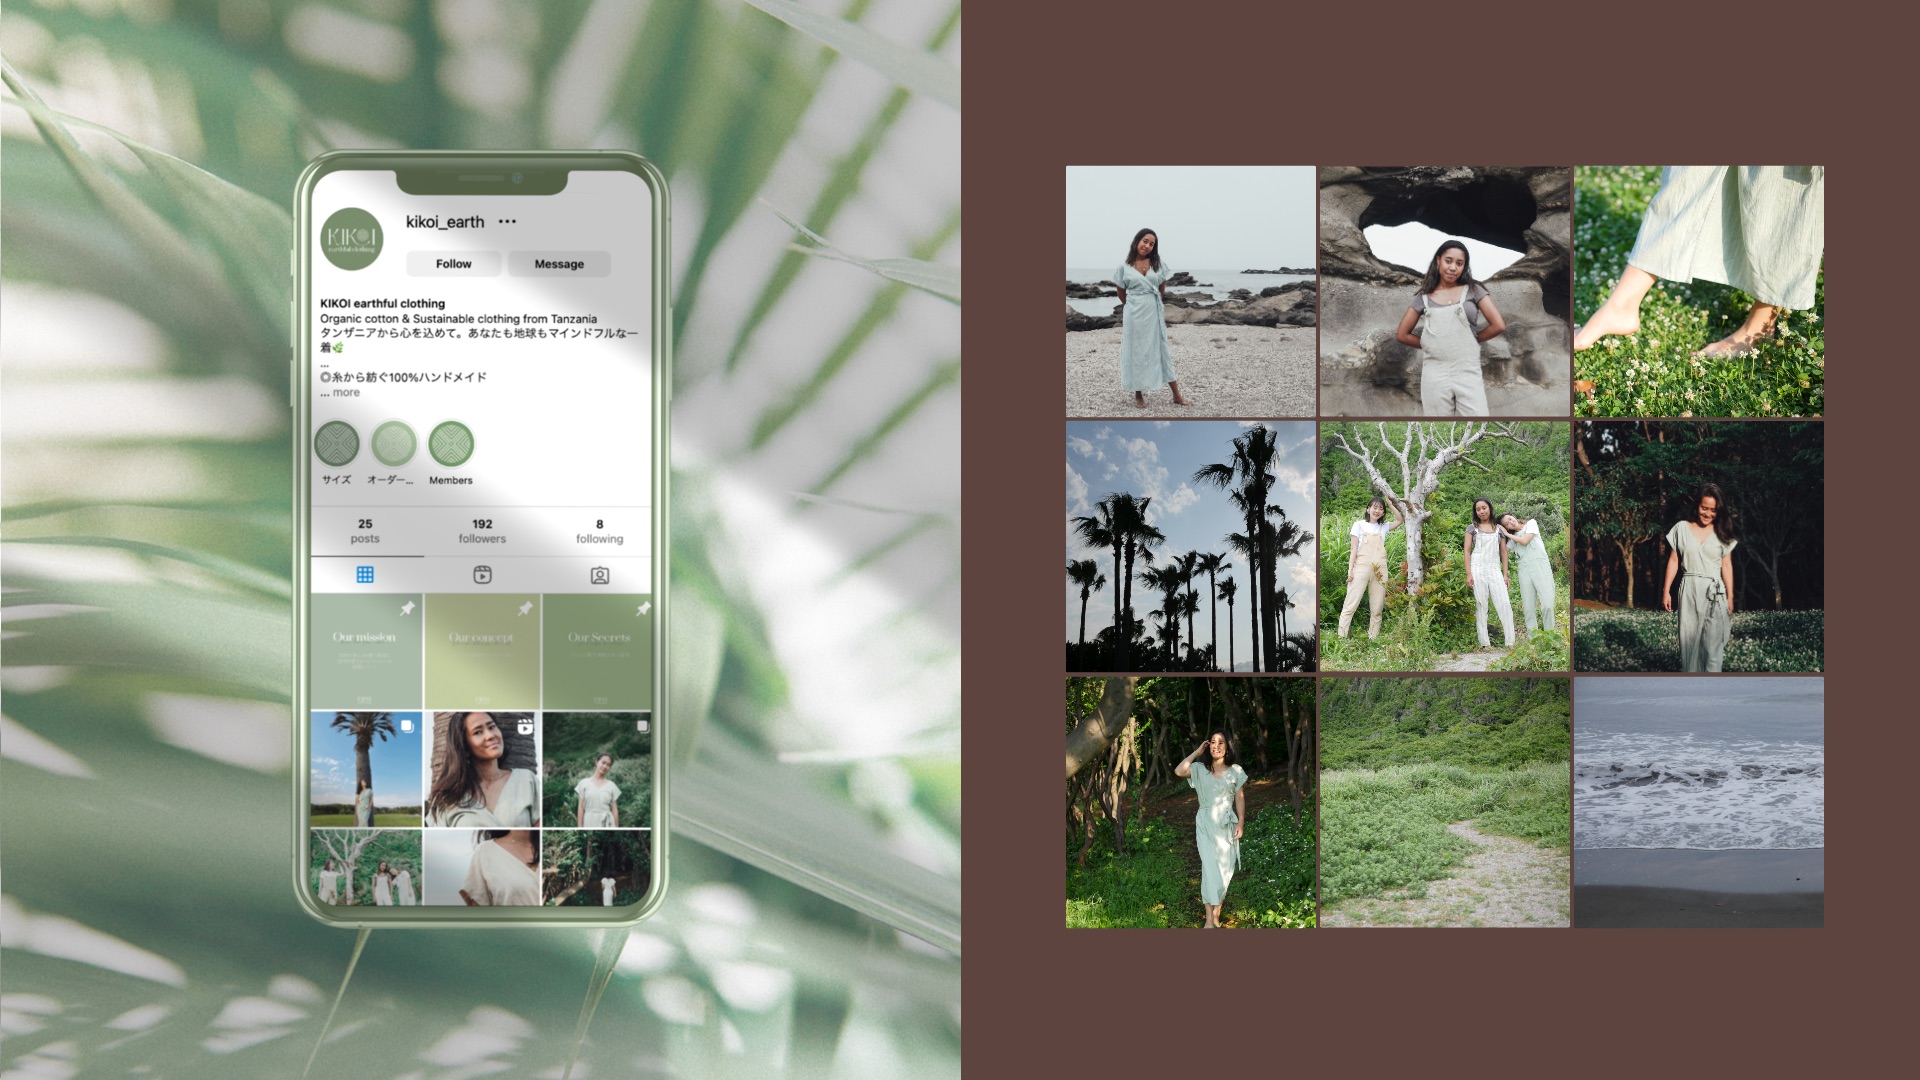 KIKOI
earthful clothing
kikoi_earth •••
Follow
Message
KIKOI earthful clothing
Organic cotton & Sustainable clothing from Tanzania
タンザニアから心を込めて。あなたも地球もマインドフルな一
着🌿
...
◎糸から紡ぐ100%ハンドメイド
... more
サイズ
オーダー...
Members
25
posts
192
followers
8
following
Our mission
Our concept
Our Secrets